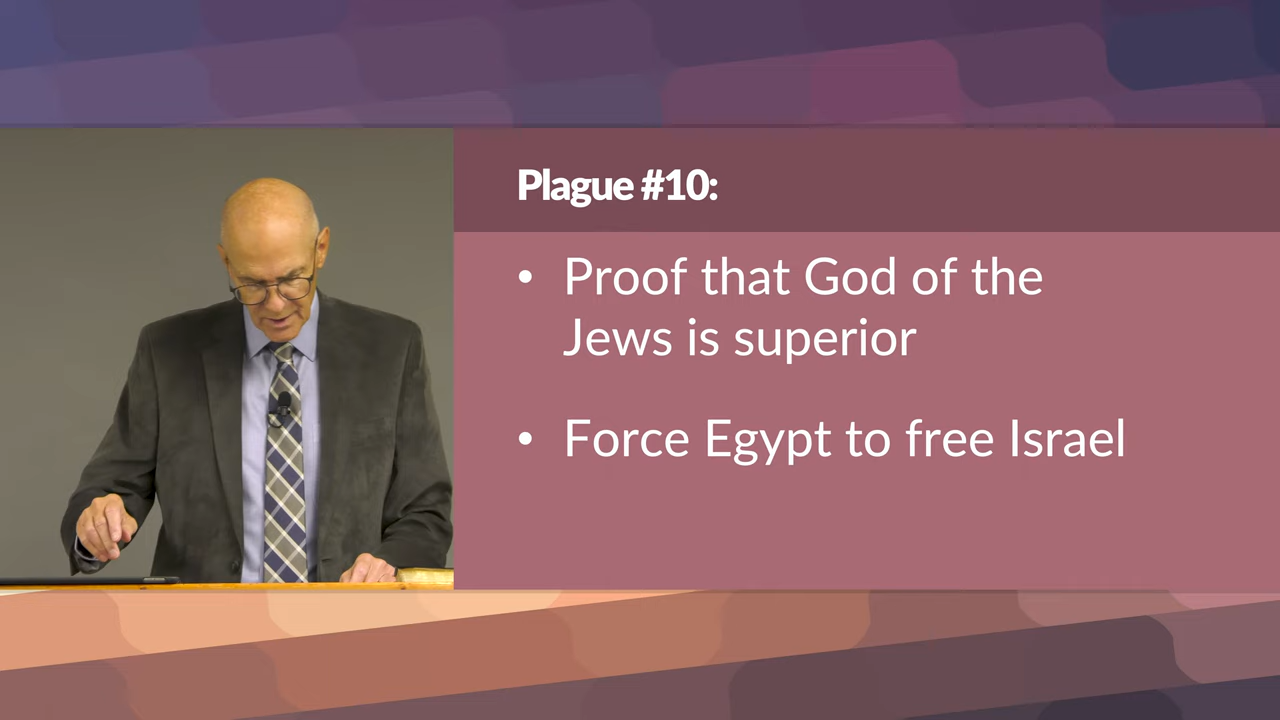 Plague #10:
• Proof that God of the
Jews is superior
• Force Egypt to free Israel